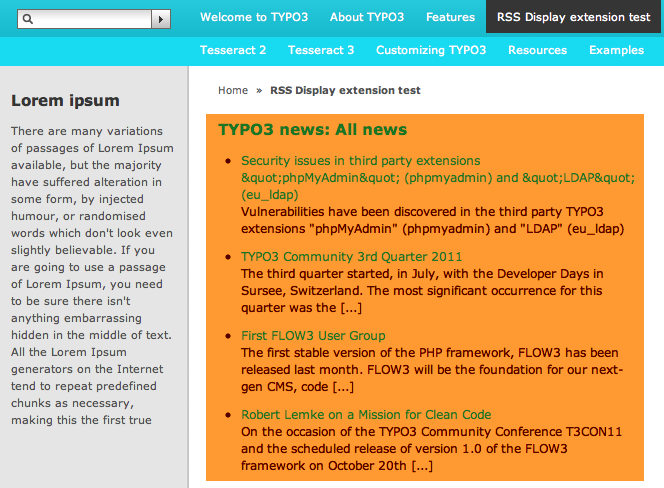 Welcome to TYPO3 About TYPO3 Features RSS Display extension test
Tesseract 2 Tesseract 3 Customizing TYPO3 Resources Examples
Lorem ipsum
There are many variations
of passages of Lorem Ipsum
available, but the majority
have suffered alteration in
some form, by injected
humour, or randomised
words which don't look even
slightly believable. If you
are going to use a passage
of Lorem Ipsum, you need
to be sure there isn't
anything embarrassing
hidden in the middle of text.
All the Lorem Ipsum
generators on the Internet
tend to repeat predefined
chunks as necessary,
making this the first true
Home » RSS Display extension test
TYPO3 news: All news
• Security issues in third party extensions
&quot;phpMyAdmin&quot; (phpmyadmin) and &quot;LDAP&quot;
(eu_ldap)
Vulnerabilities have been discovered in the third party TYPO3
extensions "phpMyAdmin" (phpmyadmin) and "LDAP" (eu_ldap)
• TYPO3 Community 3rd Quarter 2011
The third quarter started, in July, with the Developer Days in
Sursee, Switzerland. The most significant occurrence for this
quarter was the [...]
• First FLOW3 User Group
The first stable version of the PHP framework, FLOW3 has been
released last month. FLOW3 will be the foundation for our next-
gen CMS, code [...]
• Robert Lemke on a Mission for Clean Code
On the occasion of the TYPO3 Community Conference T3CON11
and the scheduled release of version 1.0 of the FLOW3
framework on October 20th [...]